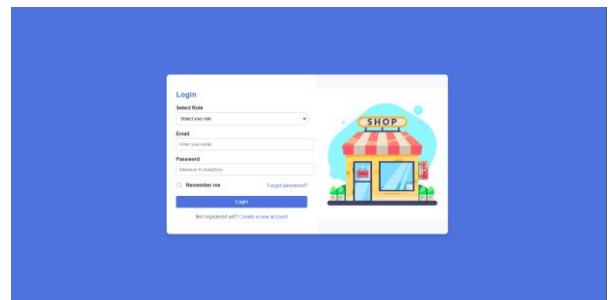 Login
Select Role
Select your role
Email
Enter your email
Password
Minimum 8 characters
Remember me
Forgot password?
Login
Not registered yet? Create a new account
SHOP